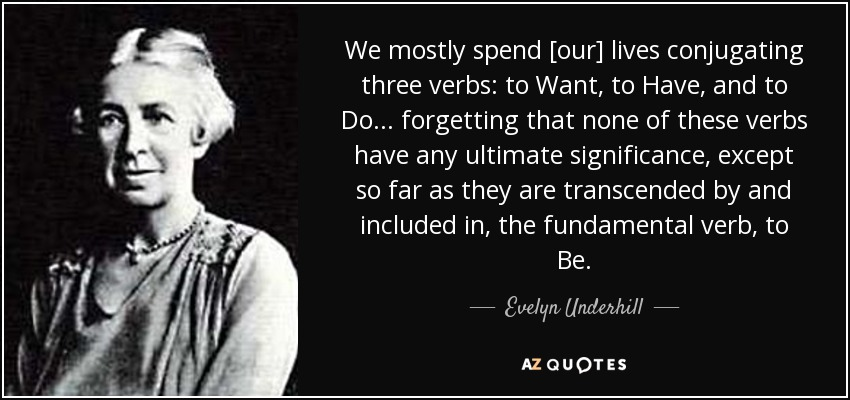 We mostly spend [our] lives conjugating
three verbs: to Want, to Have, and to
Do... forgetting that none of these verbs
have any ultimate significance, except
so far as they are transcended by and
included in, the fundamental verb, to
Be.
Evelyn Underhill
AZ QUOTES